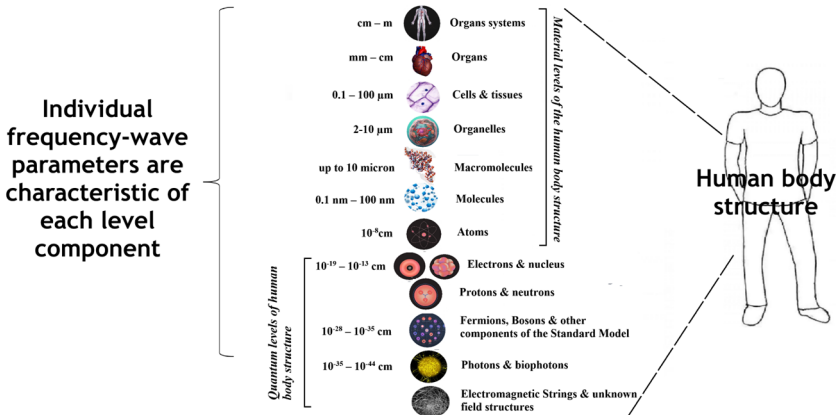 Individual
frequency-wave
parameters are
characteristic of
each level
component
cm – m Organs systems
mm – cm Organs
0.1 – 100 µm Cells & tissues
2-10 µm Organelles
up to 10 micron Macromolecules
0.1 nm – 100 nm Molecules
10⁻⁸cm Atoms
10⁻¹⁹ – 10⁻¹³ cm Electrons & nucleus
Protons & neutrons
10⁻²⁸ – 10⁻³⁵ cm Fermions, Bosons & other
components of the Standard Model
10⁻³⁵ – 10⁻⁴⁴ cm Photons & biophotons
Electromagnetic Strings & unknown
field structures
Material levels of the human body structure
Quantum levels of human
body structure
Human body
structure